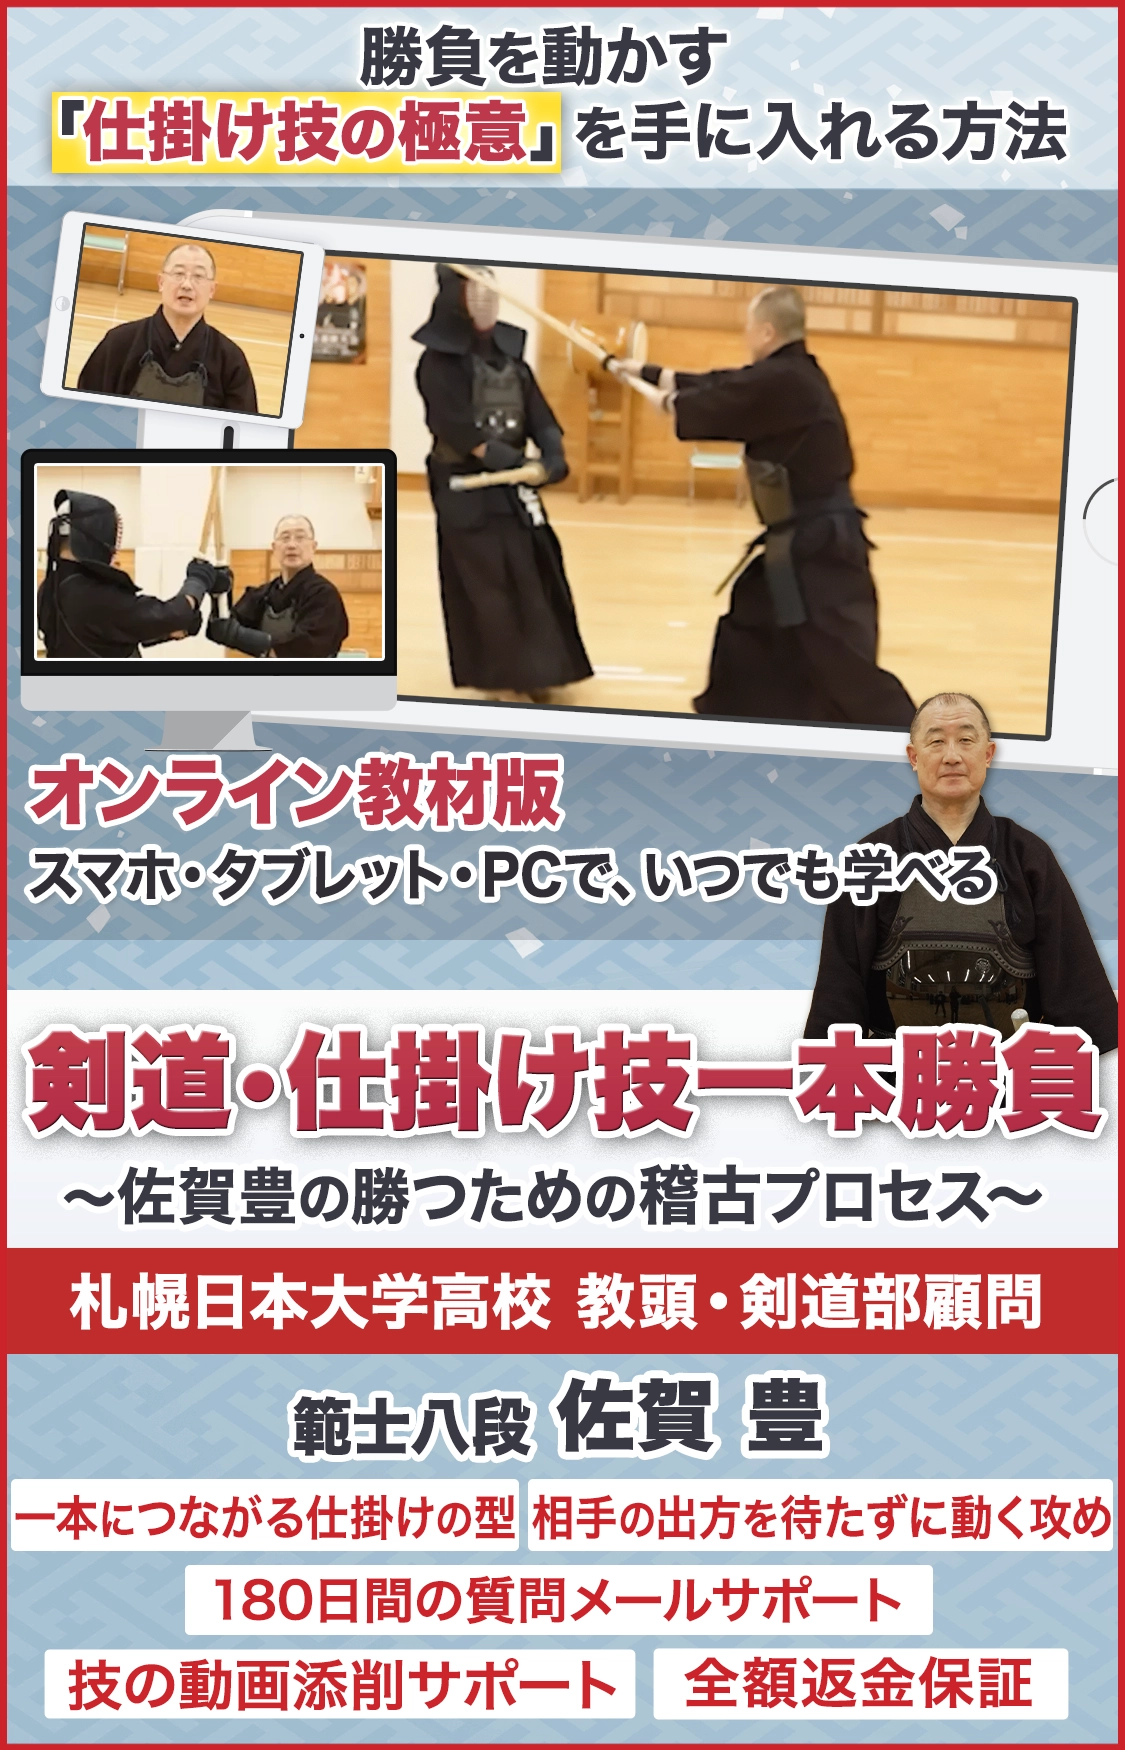 勝負を動かす
「仕掛け技の極意」を手に入れる方法
オンライン教材版
スマホ・タブレット・PCで、いつでも学べる
剣道・仕掛け技一本勝負
～佐賀豊の勝つための稽古プロセス～
札幌日本大学高校 教頭・剣道部顧問
範士八段 佐賀 豊
一本につながる仕掛けの型 相手の出方を待たずに動く攻め
180日間の質問メールサポート
技の動画添削サポート 全額返金保証